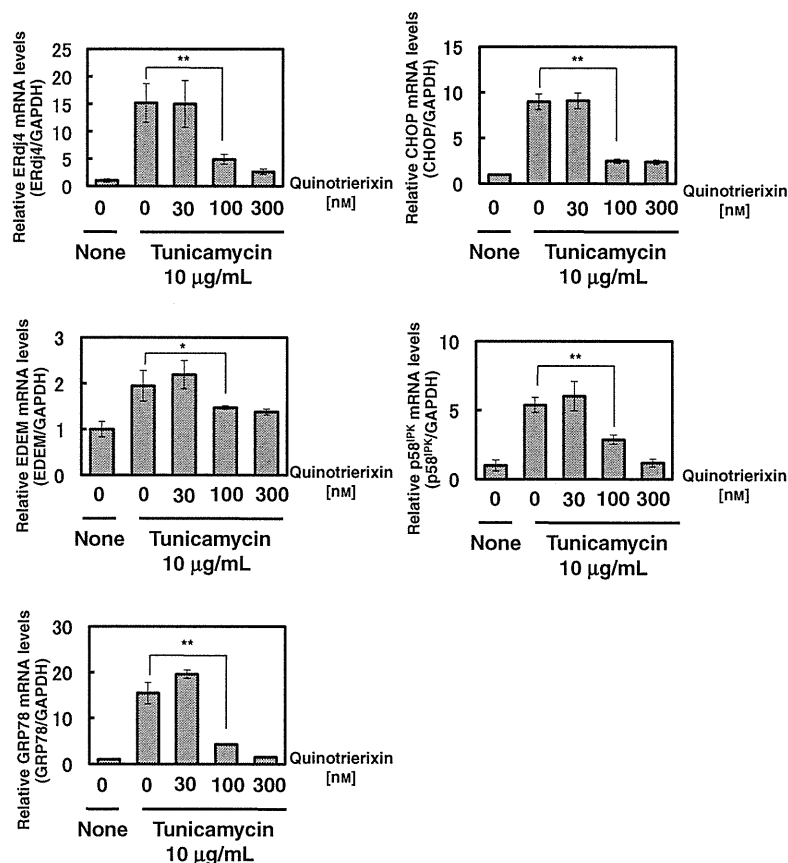 Relative ERdj4 mRNA levels
(ERdj4/GAPDH)
25
20
15
10
5
0
**
0 0 30 100 300
Quinotrierixin
[nM]
None Tunicamycin
10 μg/mL
Relative CHOP mRNA levels
(CHOP/GAPDH)
15
10
5
0
**
0 0 30 100 300
Quinotrierixin
[nM]
None Tunicamycin
10 μg/mL
Relative EDEM mRNA levels
(EDEM/GAPDH)
3
2
1
0
*
0 0 30 100 300
Quinotrierixin
[nM]
None Tunicamycin
10 μg/mL
Relative p58IPK mRNA levels
(p58IPK/GAPDH)
10
5
0
**
0 0 30 100 300
Quinotrierixin
[nM]
None Tunicamycin
10 μg/mL
Relative GRP78 mRNA levels
(GRP78/GAPDH)
30
20
10
0
**
0 0 30 100 300
Quinotrierixin
[nM]
None Tunicamycin
10 μg/mL